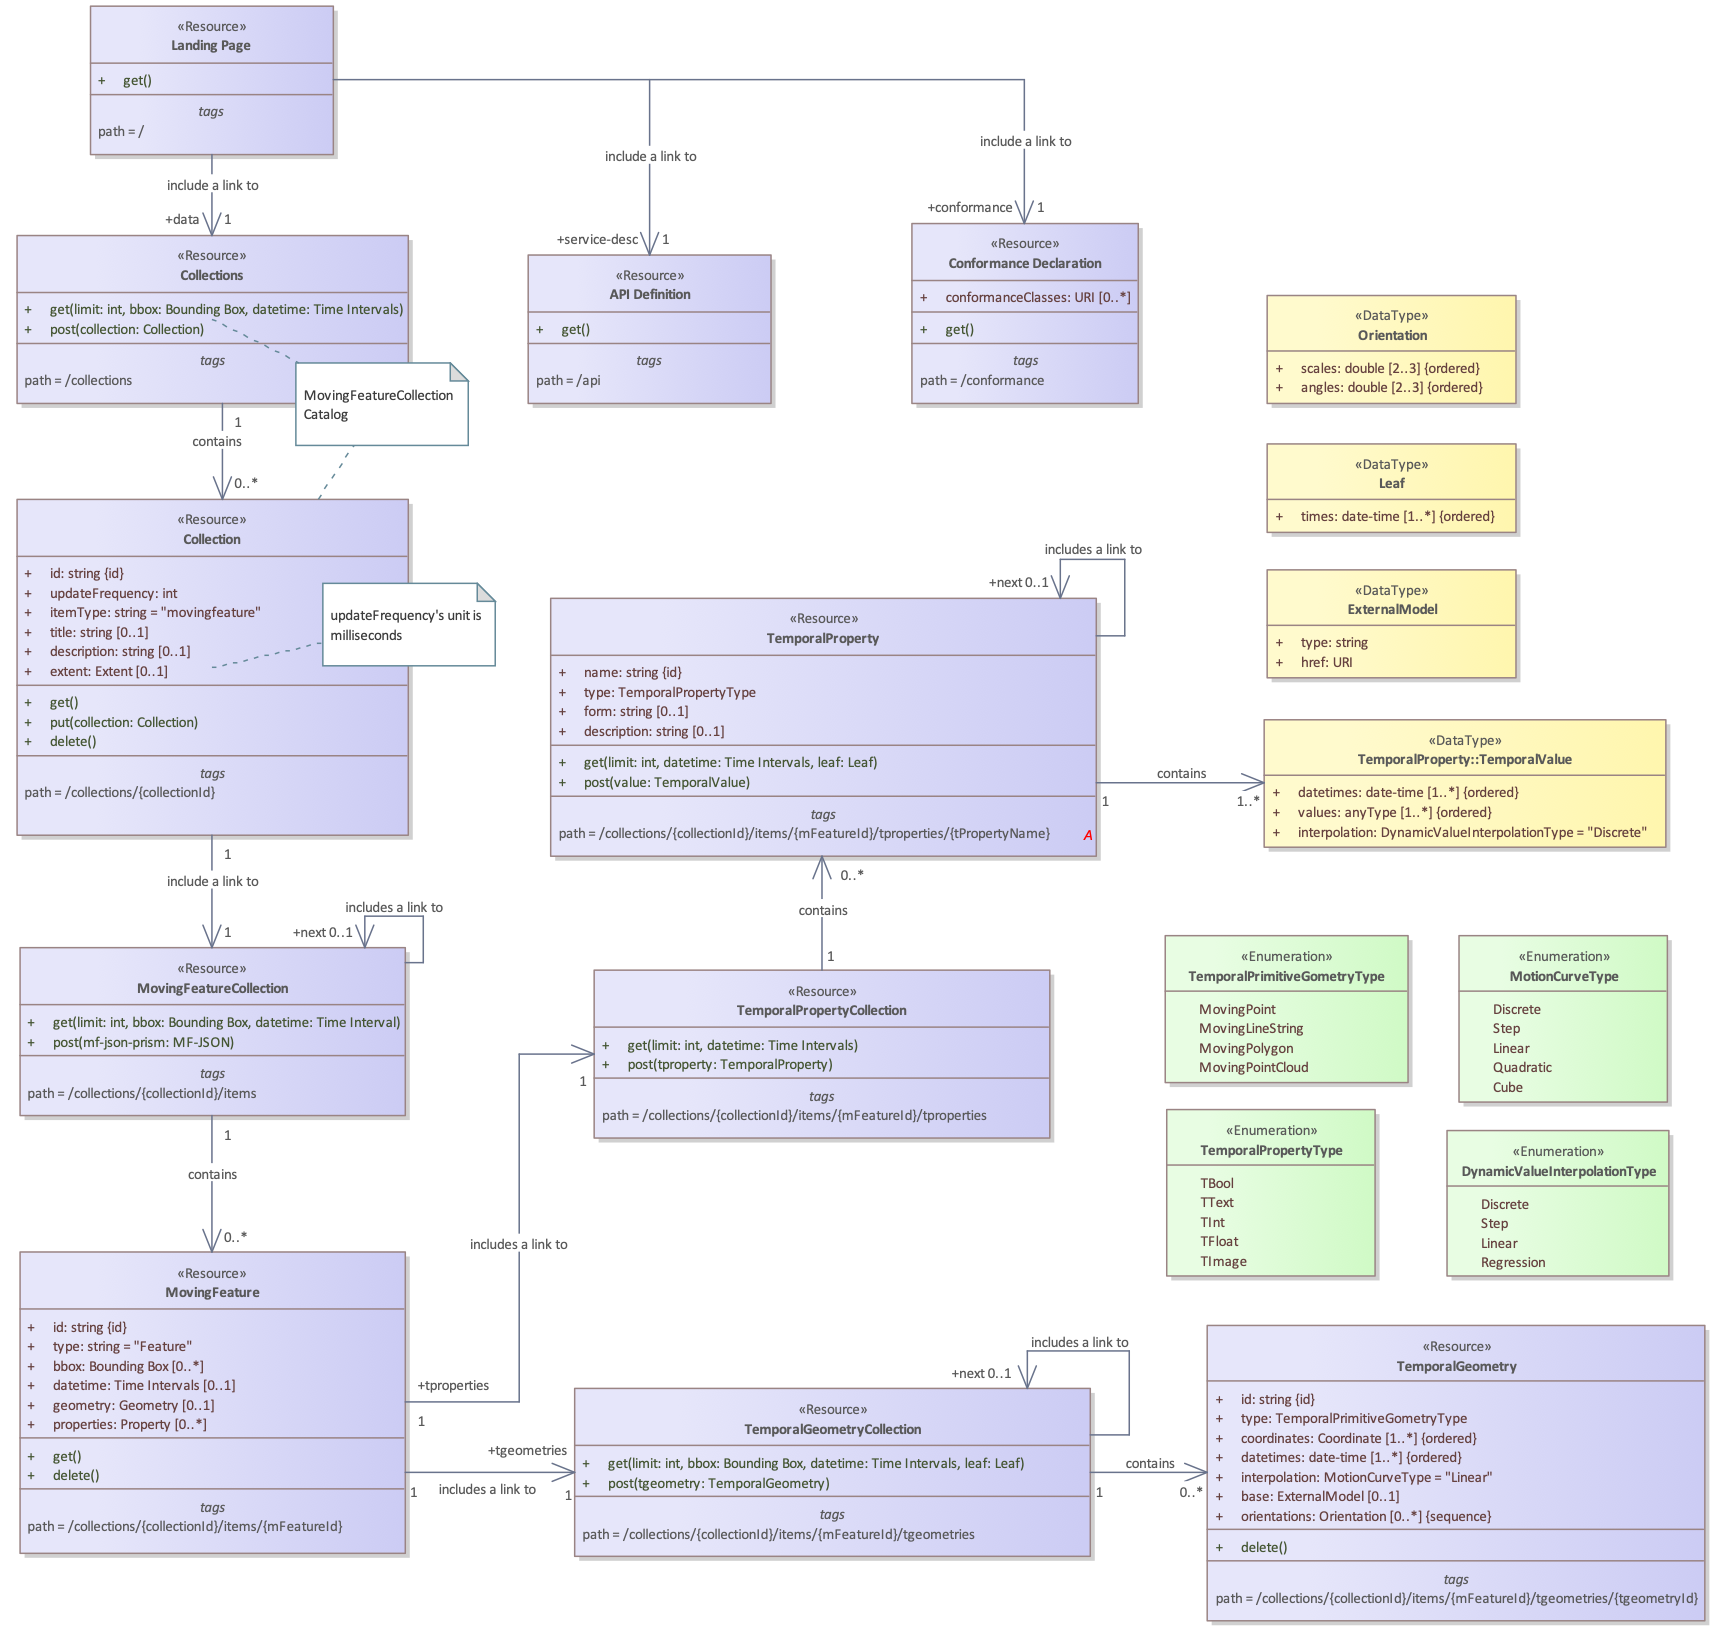 «Resource»
Landing Page
+ get()
tags
path = /
include a link to
+data 1
include a link to
+service-desc 1
include a link to
+conformance 1
«Resource»
Collections
+ get(limit: int, bbox: Bounding Box, datetime: Time Intervals)
+ post(collection: Collection)
tags
path = /collections
MovingFeatureCollection
Catalog
«Resource»
API Definition
+ get()
tags
path = /api
«Resource»
Conformance Declaration
+ conformanceClasses: URI [0..*]
+ get()
tags
path = /conformance
«DataType»
Orientation
+ scales: double [2..3] {ordered}
+ angles: double [2..3] {ordered}
«DataType»
Leaf
+ times: date-time [1..*] {ordered}
«DataType»
ExternalModel
+ type: string
+ href: URI
1
contains
0..*
«Resource»
Collection
+ id: string {id}
+ updateFrequency: int
+ itemType: string = "movingfeature"
+ title: string [0..1]
+ description: string [0..1]
+ extent: Extent [0..1]
+ get()
+ put(collection: Collection)
+ delete()
tags
path = /collections/{collectionId}
updateFrequency's unit is
milliseconds
includes a link to
+next 0..1
«Resource»
TemporalProperty
+ name: string {id}
+ type: TemporalPropertyType
+ form: string [0..1]
+ description: string [0..1]
+ get(limit: int, datetime: Time Intervals, leaf: Leaf)
+ post(value: TemporalValue)
tags
path = /collections/{collectionId}/items/{mFeatureId}/tproperties/{tPropertyName}
A
contains
1
1..*
«DataType»
TemporalProperty::TemporalValue
+ datetimes: date-time [1..*] {ordered}
+ values: anyType [1..*] {ordered}
+ interpolation: DynamicValueInterpolationType = "Discrete"
1
include a link to
1
includes a link to
+next 0..1
«Resource»
MovingFeatureCollection
+ get(limit: int, bbox: Bounding Box, datetime: Time Interval)
+ post(mf-json-prism: MF-JSON)
tags
path = /collections/{collectionId}/items
0..*
contains
1
«Resource»
TemporalPropertyCollection
+ get(limit: int, datetime: Time Intervals)
+ post(tproperty: TemporalProperty)
tags
path = /collections/{collectionId}/items/{mFeatureId}/tproperties
«Enumeration»
TemporalPrimitiveGometryType
MovingPoint
MovingLineString
MovingPolygon
MovingPointCloud
«Enumeration»
MotionCurveType
Discrete
Step
Linear
Quadratic
Cube
«Enumeration»
TemporalPropertyType
TBool
TText
TInt
TFloat
TImage
«Enumeration»
DynamicValueInterpolationType
Discrete
Step
Linear
Regression
1
contains
0..*
1
includes a link to
+tproperties
1
«Resource»
MovingFeature
+ id: string {id}
+ type: string = "Feature"
+ bbox: Bounding Box [0..*]
+ datetime: Time Intervals [0..1]
+ geometry: Geometry [0..1]
+ properties: Property [0..*]
+ get()
+ delete()
tags
path = /collections/{collectionId}/items/{mFeatureId}
+tgeometries
1
includes a link to
1
includes a link to
+next 0..1
«Resource»
TemporalGeometryCollection
+ get(limit: int, bbox: Bounding Box, datetime: Time Intervals, leaf: Leaf)
+ post(tgeometry: TemporalGeometry)
tags
path = /collections/{collectionId}/items/{mFeatureId}/tgeometries
contains
1
0..*
«Resource»
TemporalGeometry
+ id: string {id}
+ type: TemporalPrimitiveGometryType
+ coordinates: Coordinate [1..*] {ordered}
+ datetimes: date-time [1..*] {ordered}
+ interpolation: MotionCurveType = "Linear"
+ base: ExternalModel [0..1]
+ orientations: Orientation [0..*] {sequence}
+ delete()
tags
path = /collections/{collectionId}/items/{mFeatureId}/tgeometries/{tgeometryId}